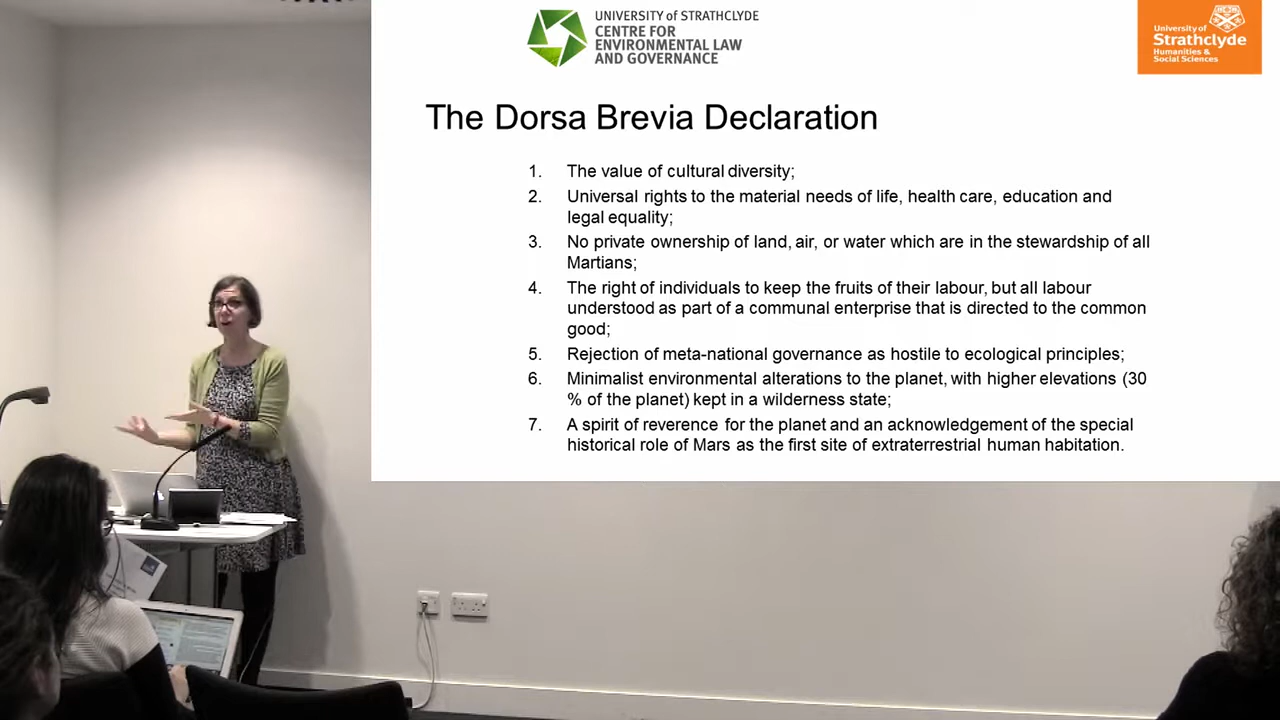 UNIVERSITY of STRATHCLYDE
CENTRE FOR
ENVIRONMENTAL LAW
AND GOVERNANCE
University of
Strathclyde
Humanities &
Social Sciences
The Dorsa Brevia Declaration
1. The value of cultural diversity;
2. Universal rights to the material needs of life, health care, education and
legal equality;
3. No private ownership of land, air, or water which are in the stewardship of all
Martians;
4. The right of individuals to keep the fruits of their labour, but all labour
understood as part of a communal enterprise that is directed to the common
good;
5. Rejection of meta-national governance as hostile to ecological principles;
6. Minimalist environmental alterations to the planet, with higher elevations (30
% of the planet) kept in a wilderness state;
7. A spirit of reverence for the planet and an acknowledgement of the special
historical role of Mars as the first site of extraterrestrial human habitation.